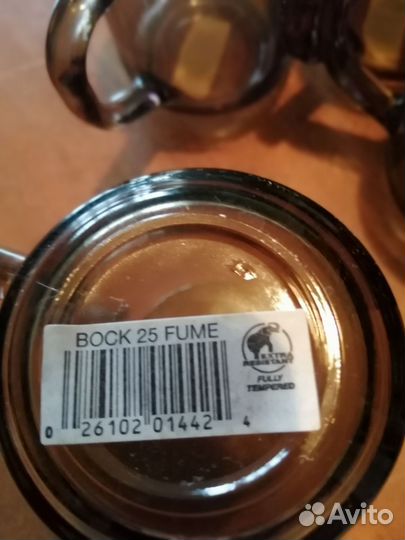 BOCK 25 FUME
EXTRA
RESISTANT
FULLY
TEMPERED
0 26102 01442 4
Avito